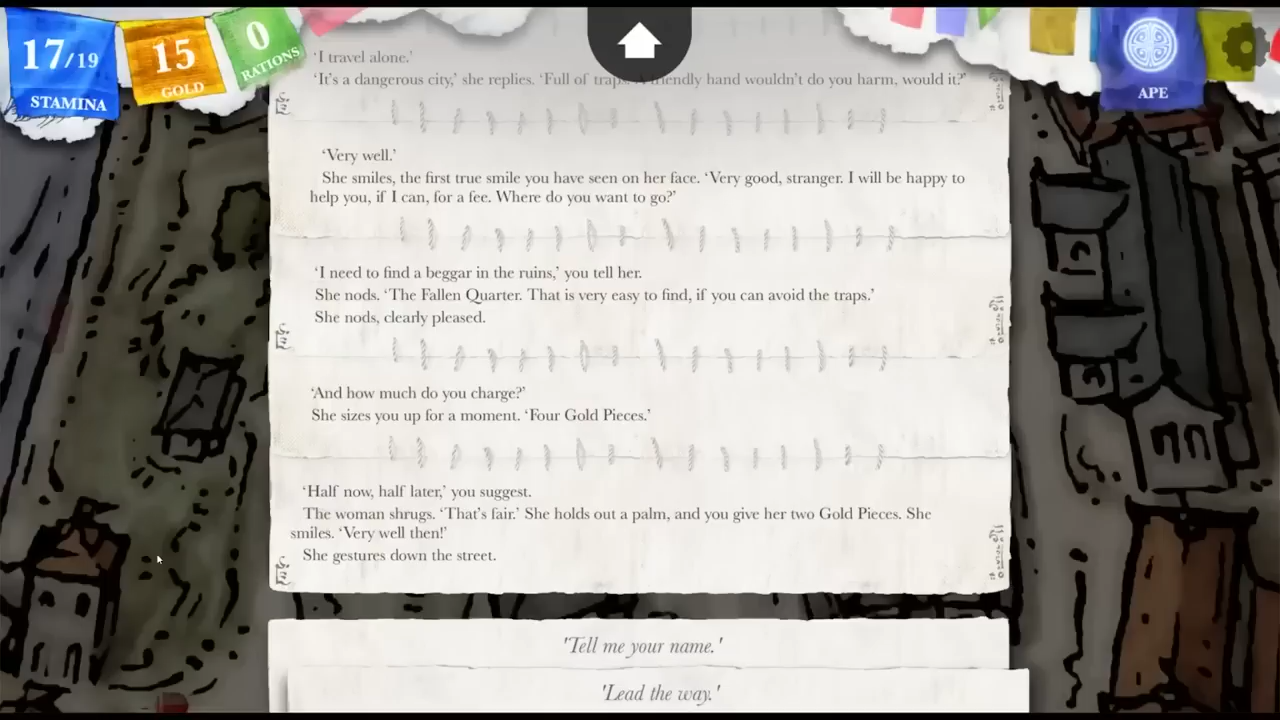 17/19
STAMINA
15
GOLD
0
RATIONS
APE
‘I travel alone.’
‘It’s a dangerous city,’ she replies. ‘Full of traps. A friendly hand wouldn’t do you harm, would it?’
‘Very well.’
She smiles, the first true smile you have seen on her face. ‘Very good, stranger. I will be happy to
help you, if I can, for a fee. Where do you want to go?’
‘I need to find a beggar in the ruins,’ you tell her.
She nods. ‘The Fallen Quarter. That is very easy to find, if you can avoid the traps.’
She nods, clearly pleased.
‘And how much do you charge?’
She sizes you up for a moment. ‘Four Gold Pieces.’
‘Half now, half later,’ you suggest.
The woman shrugs. ‘That’s fair.’ She holds out a palm, and you give her two Gold Pieces. She
smiles. ‘Very well then!’
She gestures down the street.
'Tell me your name.'
'Lead the way.'